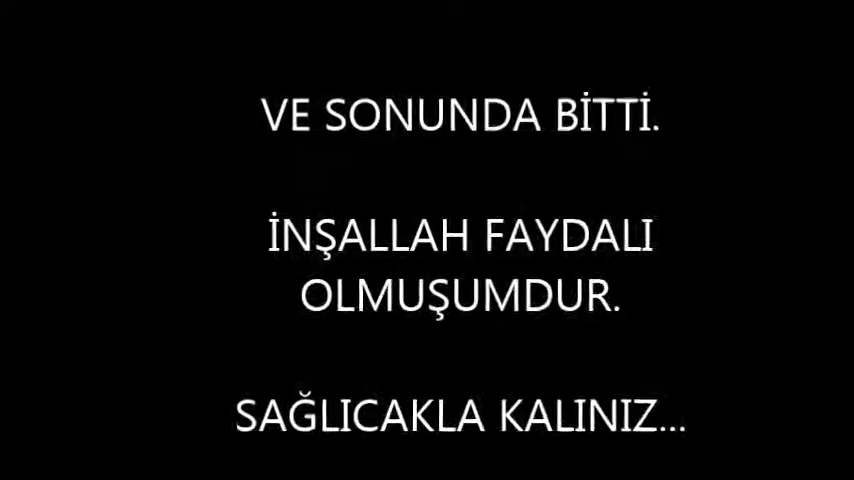 VE SONUNDA BİTTİ.
İNŞALLAH FAYDALI
OLMUŞUMDUR.
SAĞLICAKLA KALINIZ...